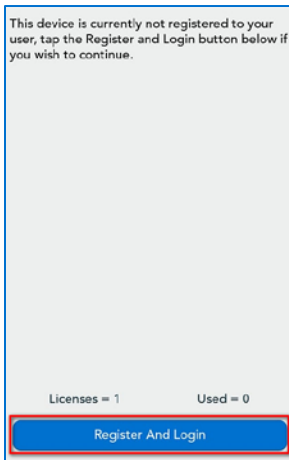 This device is currently not registered to your
user, tap the Register and Login button below if
you wish to continue.
Licenses = 1 Used = 0
Register And Login